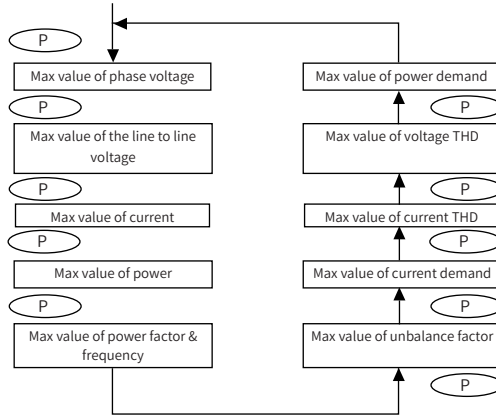 P
Max value of phase voltage
P
Max value of the line to line
voltage
P
Max value of current
P
Max value of power
P
Max value of power factor &
frequency
Max value of power demand
P
Max value of voltage THD
P
Max value of current THD
P
Max value of current demand
P
Max value of unbalance factor
P